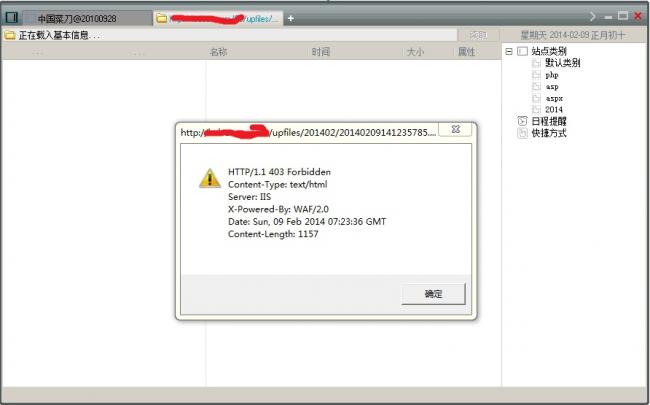 中国菜刀@20100928
/upfiles/...
+
正在载入基本信息...
读取
星期天 2014-02-09 正月初十
... ... 名称 时间 大小 属性
站点类别
默认类别
php
asp
aspx
2014
日程提醒
快捷方式
http://
/upfiles/201402/20140209141235785....
HTTP/1.1 403 Forbidden
Content-Type: text/html
Server: IIS
X-Powered-By: WAF/2.0
Date: Sun, 09 Feb 2014 07:23:36 GMT
Content-Length: 1157
确定